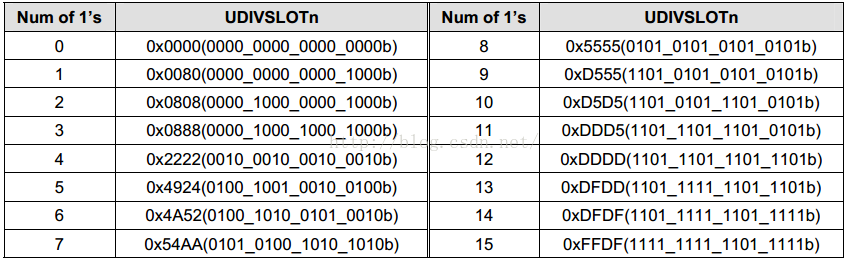 Num of 1's UDIVSLOTn Num of 1's UDIVSLOTn
0 0x0000(0000_0000_0000_0000b) 8 0x5555(0101_0101_0101_0101b)
1 0x0080(0000_0000_0000_1000b) 9 0xD555(1101_0101_0101_0101b)
2 0x0808(0000_1000_0000_1000b) 10 0xD5D5(1101_0101_1101_0101b)
3 0x0888(0000_1000_1000_1000b) 11 0xDDD5(1101_1101_1101_0101b)
4 0x2222(0010_0010_0010_0010b) 12 0xDDDD(1101_1101_1101_1101b)
5 0x4924(0100_1001_0010_0100b) 13 0xDFDD(1101_1111_1101_1101b)
6 0x4A52(0100_1010_0101_0010b) 14 0xDFDF(1101_1111_1101_1111b)
7 0x54AA(0101_0100_1010_1010b) 15 0xFFDF(1111_1111_1101_1111b)
http://blog.csdn.net/